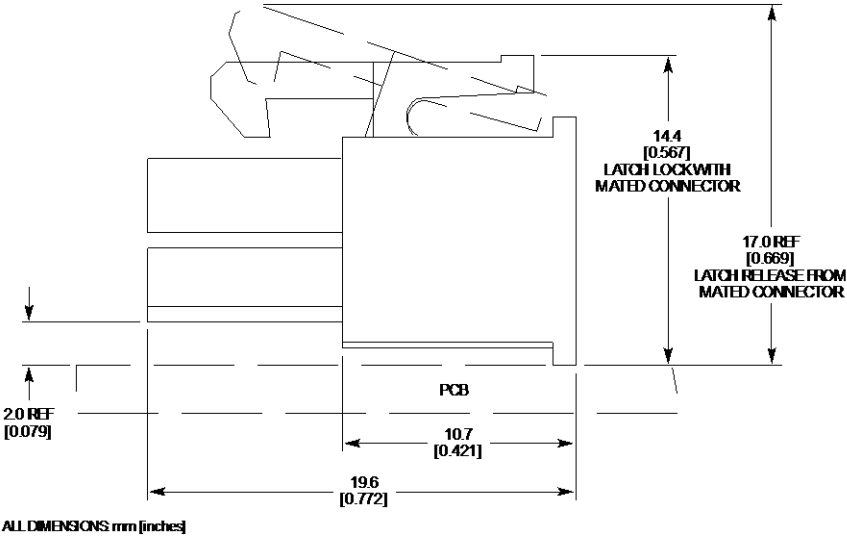 14.4
[0.567]
LATCH LOCK WITH
MATED CONNECTOR
17.0 REF
[0.669]
LATCH RELEASE FROM
MATED CONNECTOR
PCB
2.0 REF
[0.079]
10.7
[0.421]
19.6
[0.772]
ALL DIMENSIONS: mm [inches]